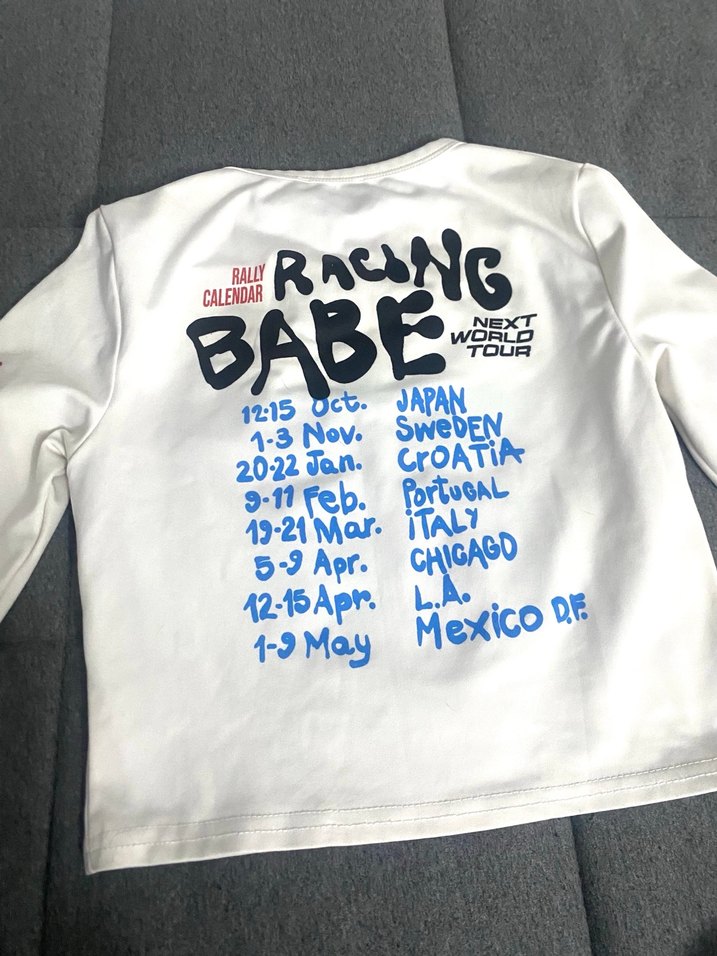 RALLY
CALENDAR
RACING
BABE
NEXT
WORLD
TOUR
12-15 Oct. JAPAN
1-3 Nov. SWeDEN
20-22 Jan. CrOATiA
9-11 Feb. PortUGAL
19-21 Mar. iTALY
5-9 Apr. CHICAGO
12-15 Apr. L.A.
1-9 May Mexico D.F.